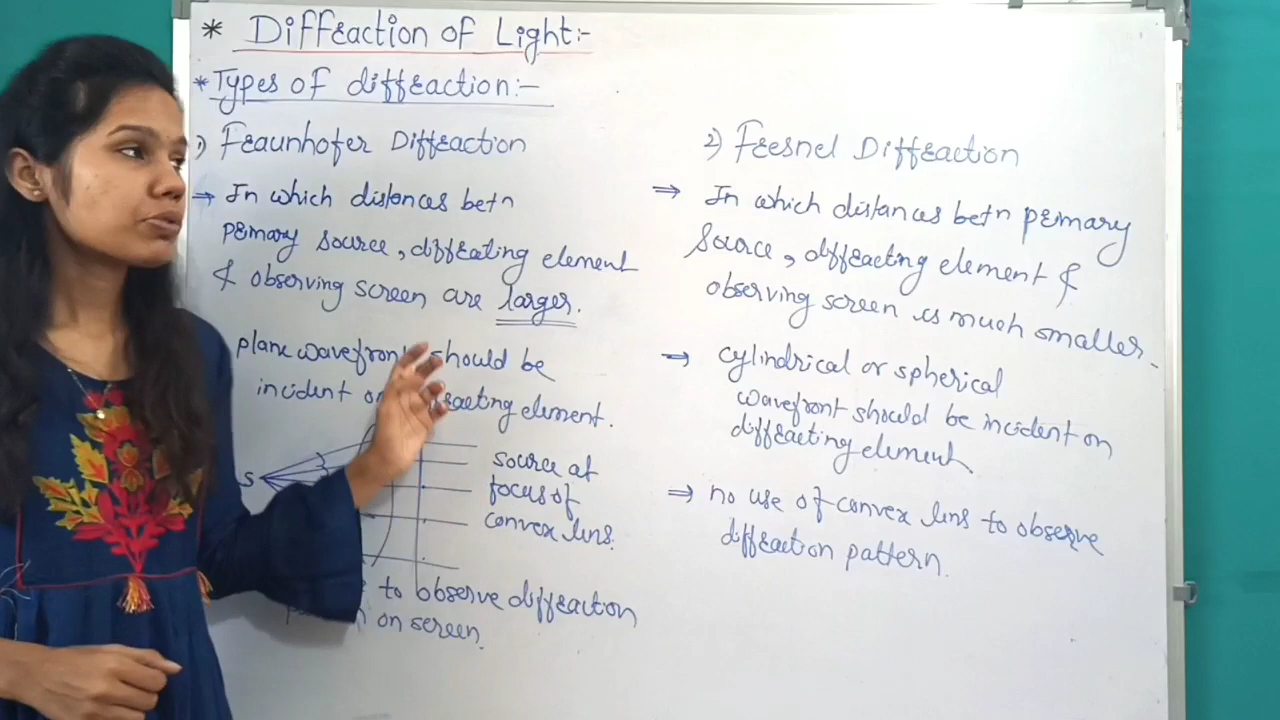 * Diffraction of Light:-
* Types of diffraction:-
1) Fraunhofer Diffraction
⇒ In which distances betn
primary source, diffrating element
& observing screen are larger.
plane wavefront should be
incident on diffracting element.
S
source at
focus of
convex lens.
to observe diffraction
on screen.
2) Fresnel Diffraction
⇒ In which distances betn primary
source, diffracting element &
observing screen is much smaller.
⇒ cylindrical or spherical
wavefront should be incident on
diffracting element.
⇒ no use of convex lens to observe
diffraction pattern.